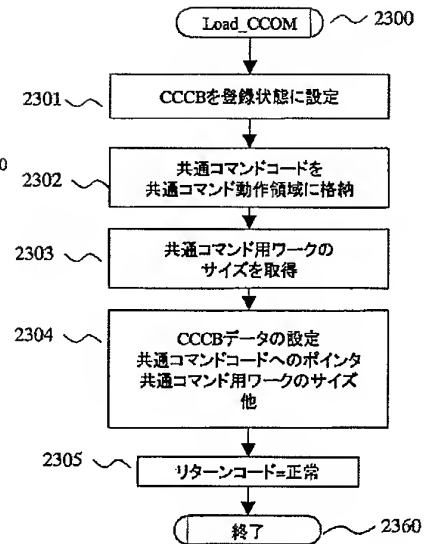 Load_CCOM
2300
2301
CCCBを登録状態に設定
0
2302
共通コマンドコードを
共通コマンド動作領域に格納
2303
共通コマンド用ワークの
サイズを取得
2304
CCCBデータの設定
共通コマンドコードへのポインタ
共通コマンド用ワークのサイズ
他
2305
リターンコード=正常
終了
2360